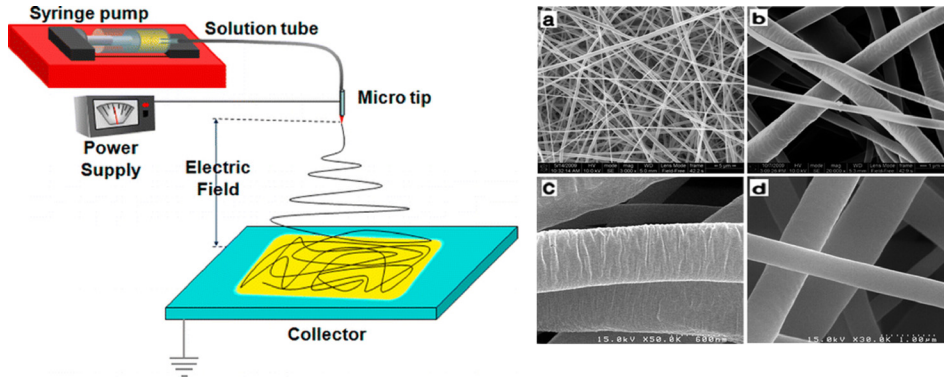 Syringe pump
Solution tube
Micro tip
Power
Supply
Electric
Field
Collector
a
b
c
15.0kV X50.0K 600nm
d
15.0kV X30.0K 1.00µm